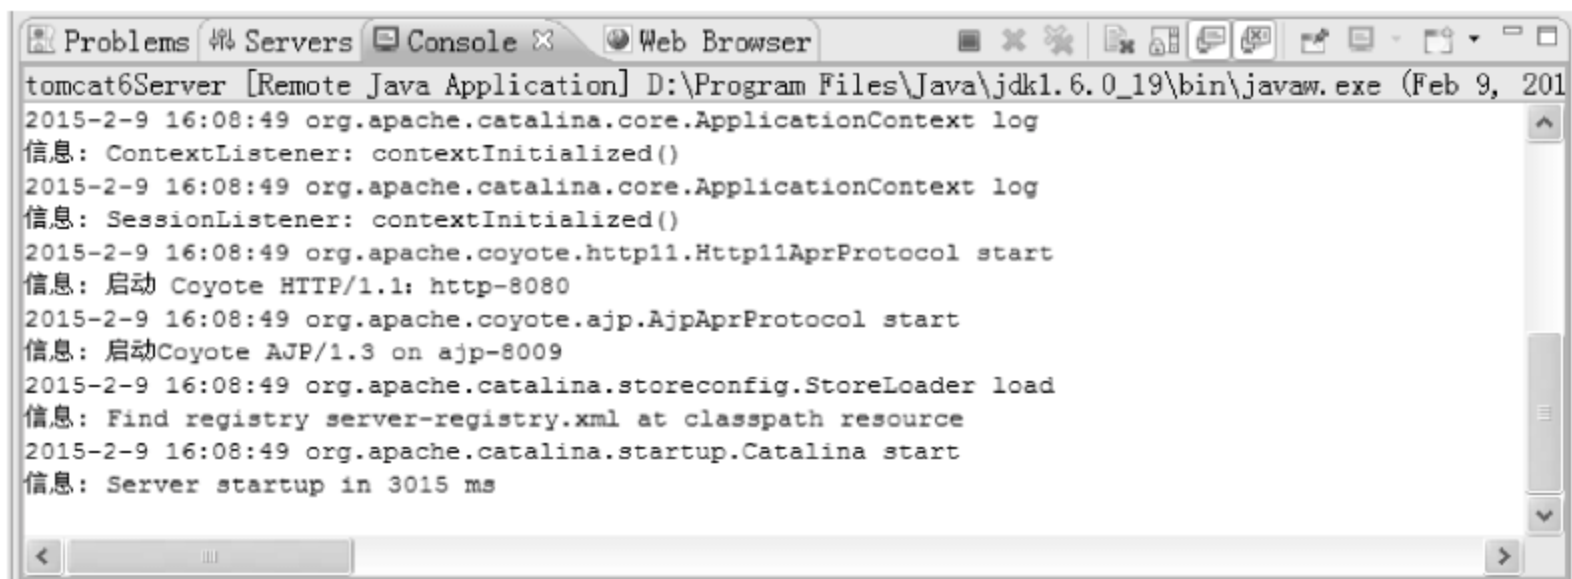 Problems Servers Console Web Browser
tomcat6Server [Remote Java Application] D:\Program Files\Java\jdk1.6.0_19\bin\javaw.exe (Feb 9, 201
2015-2-9 16:08:49 org.apache.catalina.core.ApplicationContext log
信息: ContextListener: contextInitialized()
2015-2-9 16:08:49 org.apache.catalina.core.ApplicationContext log
信息: SessionListener: contextInitialized()
2015-2-9 16:08:49 org.apache.coyote.http11.Http11AprProtocol start
信息: 启动 Coyote HTTP/1.1: http-8080
2015-2-9 16:08:49 org.apache.coyote.ajp.AjpAprProtocol start
信息: 启动Coyote AJP/1.3 on ajp-8009
2015-2-9 16:08:49 org.apache.catalina.storeconfig.StoreLoader load
信息: Find registry server-registry.xml at classpath resource
2015-2-9 16:08:49 org.apache.catalina.startup.Catalina start
信息: Server startup in 3015 ms